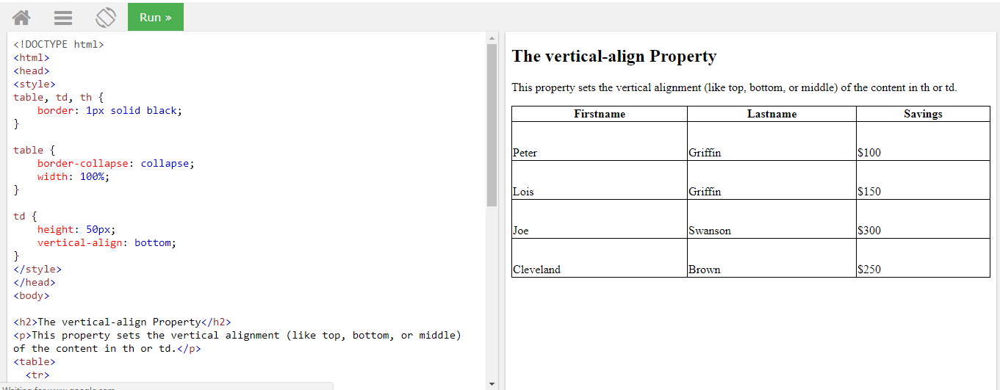 Run »
<!DOCTYPE html>
<html>
<head>
<style>
table, td, th {
    border: 1px solid black;
}
table {
    border-collapse: collapse;
    width: 100%;
}
td {
    height: 50px;
    vertical-align: bottom;
}
</style>
</head>
<body>
<h2>The vertical-align Property</h2>
<p>This property sets the vertical alignment (like top, bottom, or middle)
of the content in th or td.</p>
<table>
  <tr>
The vertical-align Property
This property sets the vertical alignment (like top, bottom, or middle) of the content in th or td.
Firstname Lastname Savings
Peter Griffin $100
Lois Griffin $150
Joe Swanson $300
Cleveland Brown $250